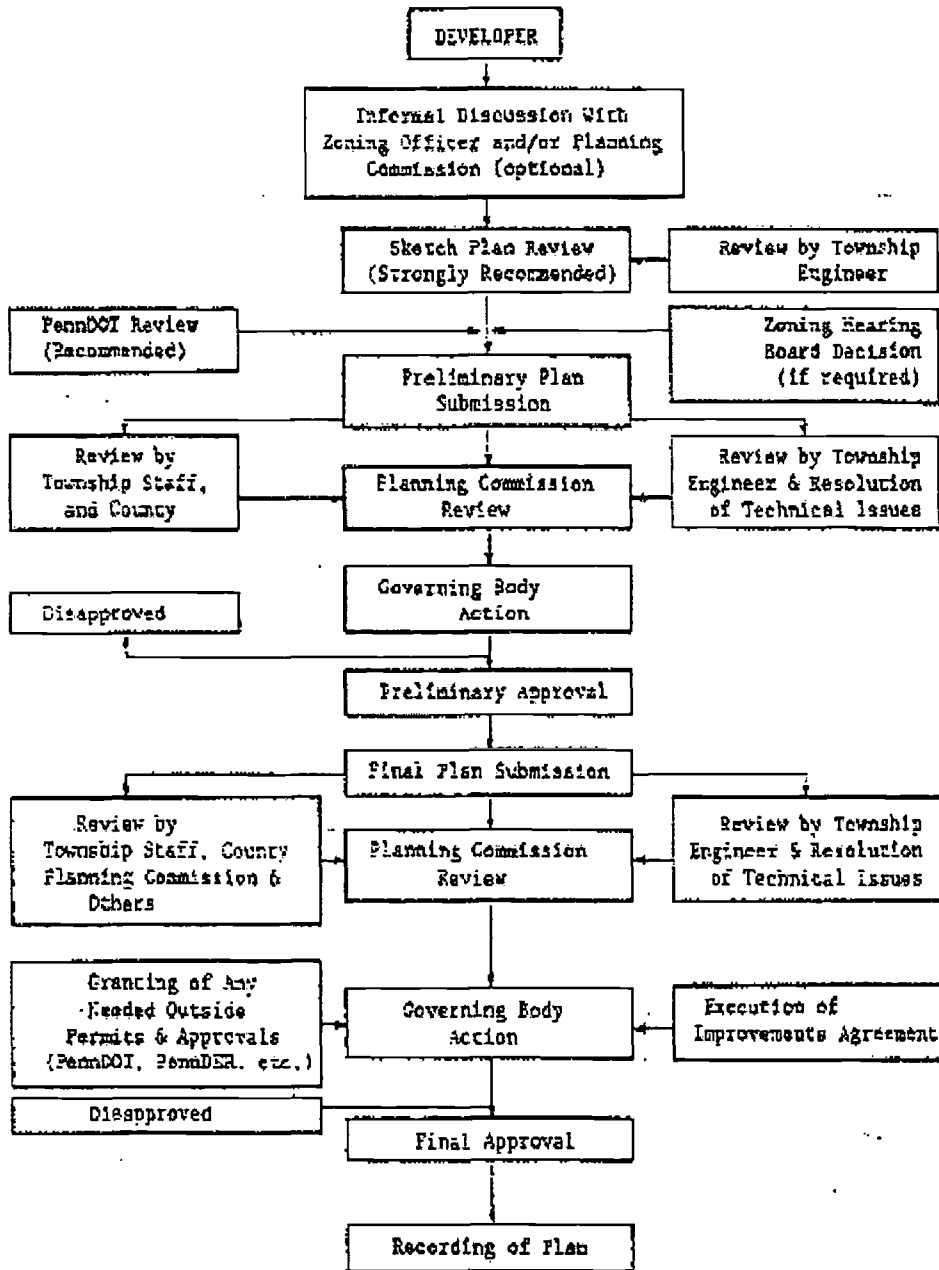 DEVELOPER
Informal Discussion With
Zoning Officer and/or Planning
Commission (optional)
Sketch Plan Review
(Strongly Recommended)
Review by Township
Engineer
PennDOT Review
(Recommended)
Zoning Hearing
Board Decision
(if required)
Preliminary Plan
Submission
Review by
Township Staff,
and County
Planning Commission
Review
Review by Township
Engineer & Resolution
of Technical Issues
Governing Body
Action
Disapproved
Preliminary Approval
Final Plan Submission
Review by
Township Staff, County
Planning Commission &
Others
Planning Commission
Review
Review by Township
Engineer & Resolution
of Technical Issues
Granting of Any
Needed Outside
Permits & Approvals
(PennDOT, PennDER, etc.)
Governing Body
Action
Execution of
Improvements Agreement
Disapproved
Final Approval
Recording of Plan